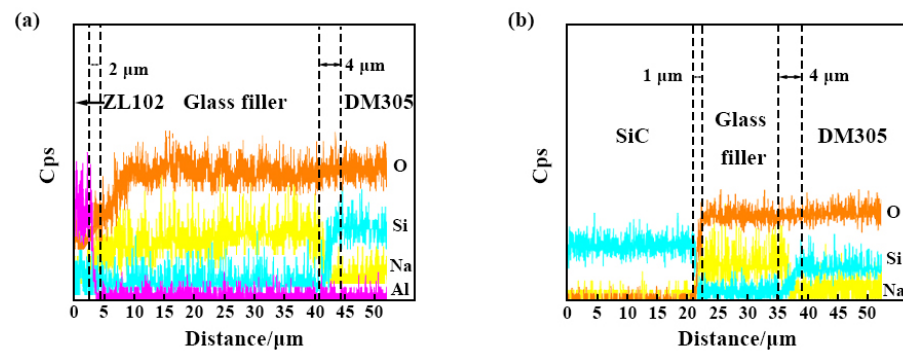 (a)
2 μm
4 μm
ZL102 Glass filler DM305
Cps
O
Si
Na
Al
0 5 10 15 20 25 30 35 40 45 50
Distance/μm
(b)
1 μm
4 μm
SiC
Glass
filler
DM305
Cps
O
Si
Na
0 5 10 15 20 25 30 35 40 45 50
Distance/μm